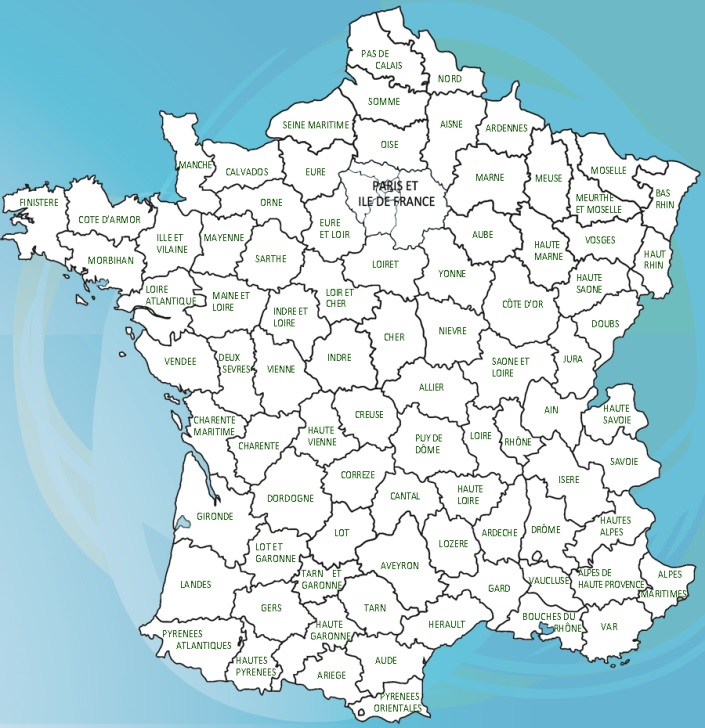 PAS DE
CALAIS
NORD
SOMME
SEINE MARITIME
AISNE
ARDENNES
OISE
MANCHE
CALVADOS
EURE
PARIS ET
ILE DE FRANCE
MARNE
MEUSE
MOSELLE
MEURTHE
ET MOSELLE
BAS
RHIN
FINISTERE
COTE D'ARMOR
ORNE
EURE
ET LOIR
ILLE ET
VILAINE
MAYENNE
AUBE
HAUTE
MARNE
VOSGES
HAUT
RHIN
MORBIHAN
SARTHE
LOIRET
YONNE
HAUTE
SAONE
LOIRE
ATLANTIQUE
MAINE ET
LOIRE
INDRE ET
LOIRE
LOIR ET
CHER
CÔTE D'OR
DOUBS
CHER
NIEVRE
VENDEE
DEUX
SEVRES
VIENNE
INDRE
SAONE ET
LOIRE
JURA
ALLIER
CHARENTE
MARITIME
CHARENTE
HAUTE
VIENNE
CREUSE
PUY DE
DÔME
LOIRE
RHÔNE
AIN
HAUTE
SAVOIE
SAVOIE
ISERE
CORREZE
DORDOGNE
CANTAL
HAUTE
LOIRE
GIRONDE
LOT
ARDECHE
DRÔME
HAUTES
ALPES
LOT ET
GARONNE
AVEYRON
LOZERE
TARN ET
GARONNE
LANDES
GARD
VAUCLUSE
ALPES DE
HAUTE PROVENCE
ALPES
MARITIMES
GERS
TARN
HAUTE
GARONNE
HERAULT
BOUCHES DU
RHÔNE
VAR
PYRENEES
ATLANTIQUES
HAUTES
PYRENEES
ARIEGE
AUDE
PYRENEES
ORIENTALES